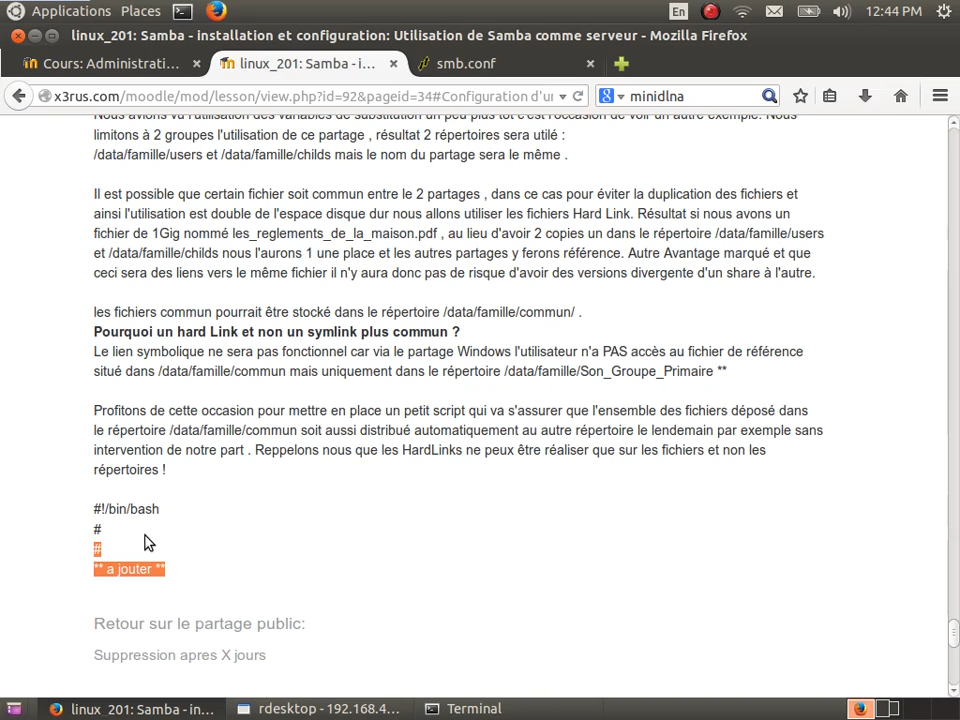 Applications Places En 12:44 PM
linux_201: Samba - installation et configuration: Utilisation de Samba comme serveur - Mozilla Firefox
Cours: Administrati... linux_201: Samba - i... smb.conf
x3rus.com/moodle/mod/lesson/view.php?id=92&pageid=34#Configuration d'ur minidlna
Nous avions vu l'utilisation des variables de substitution un peu plus tôt c'est l'occasion de voir un autre exemple. Nous
limitons à 2 groupes l'utilisation de ce partage , résultat 2 répertoires sera utilé :
/data/famille/users et /data/famille/childs mais le nom du partage sera le même .
Il est possible que certain fichier soit commun entre le 2 partages , dans ce cas pour éviter la duplication des fichiers et
ainsi l'utilisation est double de l'espace disque dur nous allons utiliser les fichiers Hard Link. Résultat si nous avons un
fichier de 1Gig nommé les_reglements_de_la_maison.pdf , au lieu d'avoir 2 copies un dans le répertoire /data/famille/users
et /data/famille/childs nous l'aurons 1 une place et les autres partages y ferons référence. Autre Avantage marqué et que
ceci sera des liens vers le même fichier il n'y aura donc pas de risque d'avoir des versions divergente d'un share à l'autre.
les fichiers commun pourrait être stocké dans le répertoire /data/famille/commun/ .
Pourquoi un hard Link et non un symlink plus commun ?
Le lien symbolique ne sera pas fonctionnel car via le partage Windows l'utilisateur n'a PAS accès au fichier de référence
situé dans /data/famille/commun mais uniquement dans le répertoire /data/famille/Son_Groupe_Primaire **
Profitons de cette occasion pour mettre en place un petit script qui va s'assurer que l'ensemble des fichiers déposé dans
le répertoire /data/famille/commun soit aussi distribué automatiquement au autre répertoire le lendemain par exemple sans
intervention de notre part . Reppelons nous que les HardLinks ne peux être réaliser que sur les fichiers et non les
répertoires !
#!/bin/bash
#
#
** a jouter **
Retour sur le partage public:
Suppression apres X jours
linux_201: Samba - in... rdesktop - 192.168.4... Terminal